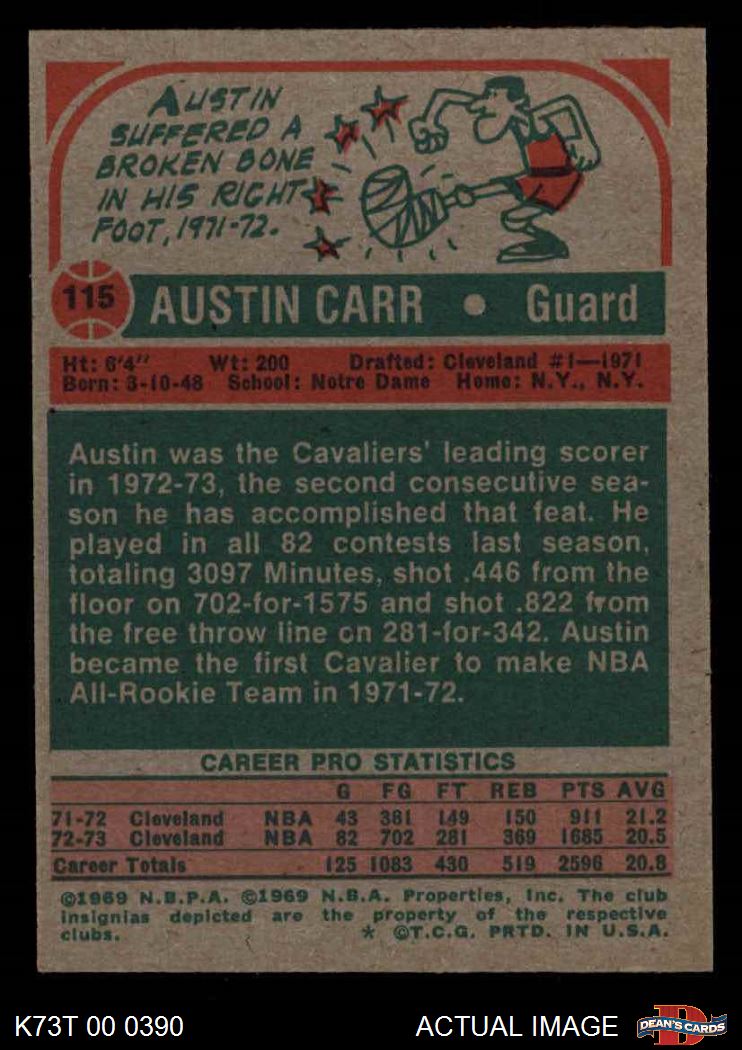 AUSTIN
SUFFERED A
BROKEN BONE
IN HIS RIGHT
FOOT, 1971-72.
115 AUSTIN CARR • Guard
Ht: 6'4" Wt: 200 Drafted: Cleveland #1—1971
Born: 3-10-48 School: Notre Dame Home: N.Y., N.Y.
Austin was the Cavaliers' leading scorer
in 1972-73, the second consecutive sea-
son he has accomplished that feat. He
played in all 82 contests last season,
totaling 3097 Minutes, shot .446 from the
floor on 702-for-1575 and shot .822 from
the free throw line on 281-for-342. Austin
became the first Cavalier to make NBA
All-Rookie Team in 1971-72.
CAREER PRO STATISTICS
G FG FT REB PTS AVG
71-72 Cleveland NBA 43 381 149 150 911 21.2
72-73 Cleveland NBA 82 702 281 369 1685 20.5
Career Totals 125 1083 430 519 2596 20.8
©1969 N.B.P.A. ©1969 N.B.A. Properties, Inc. The club
insignias depicted are the property of the respective
clubs. * ©T.C.G. PRTD. IN U.S.A.
K73T 00 0390 ACTUAL IMAGE DEAN'S CARDS